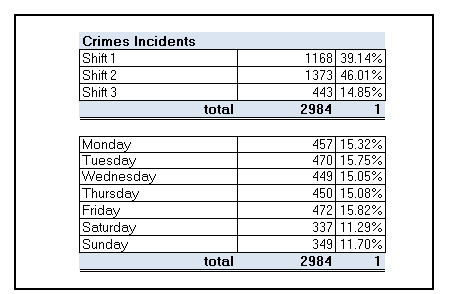 Crimes Incidents
Shift 1 1168 39.14%
Shift 2 1373 46.01%
Shift 3 443 14.85%
total 2984 1
Monday 457 15.32%
Tuesday 470 15.75%
Wednesday 449 15.05%
Thursday 450 15.08%
Friday 472 15.82%
Saturday 337 11.29%
Sunday 349 11.70%
total 2984 1